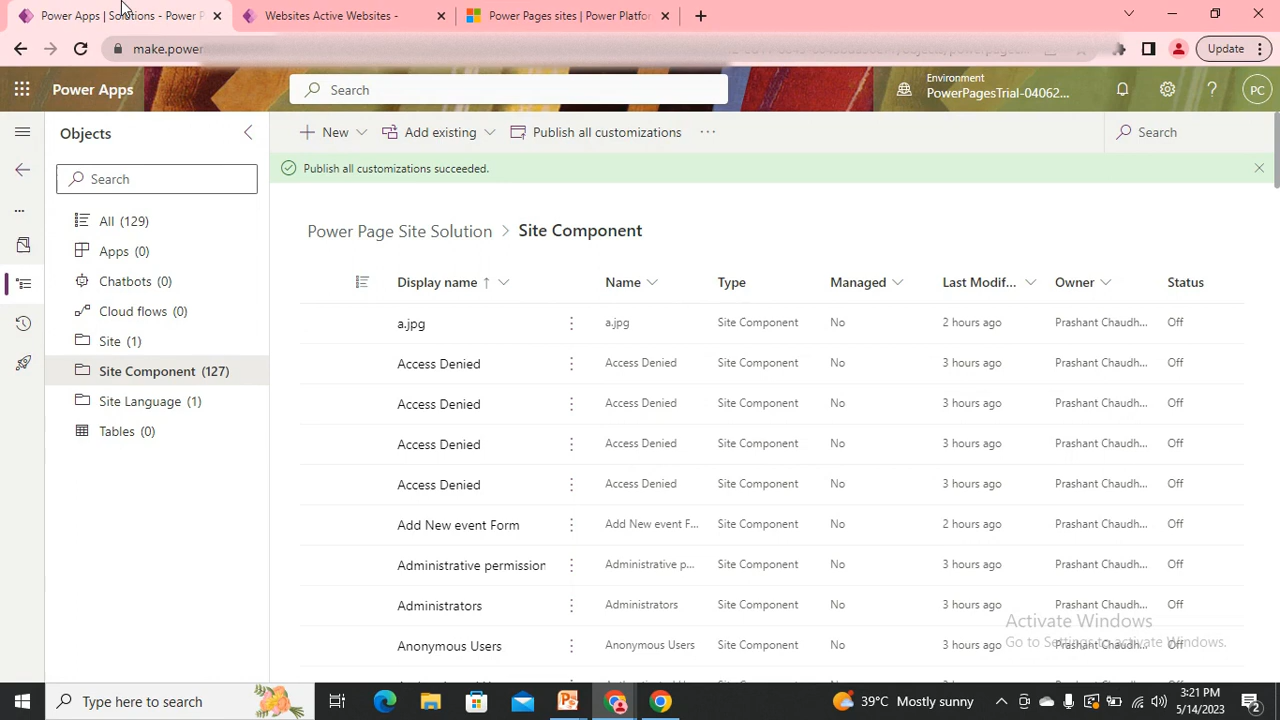 Power Apps | Solutions - Power P
Websites Active Websites -
Power Pages sites | Power Platfor
make.power
Update
Power Apps
Search
Environment
PowerPagesTrial-04062...
PC
Objects
New
Add existing
Publish all customizations
Search
Publish all customizations succeeded.
Search
All (129)
Apps (0)
Chatbots (0)
Cloud flows (0)
Site (1)
Site Component (127)
Site Language (1)
Tables (0)
Power Page Site Solution > Site Component
Display name ↑ Name Type Managed Last Modif... Owner Status
a.jpg a.jpg Site Component No 2 hours ago Prashant Chaudh... Off
Access Denied Access Denied Site Component No 3 hours ago Prashant Chaudh... Off
Access Denied Access Denied Site Component No 3 hours ago Prashant Chaudh... Off
Access Denied Access Denied Site Component No 3 hours ago Prashant Chaudh... Off
Access Denied Access Denied Site Component No 3 hours ago Prashant Chaudh... Off
Add New event Form Add New event F... Site Component No 2 hours ago Prashant Chaudh... Off
Administrative permission Administrative p... Site Component No 3 hours ago Prashant Chaudh... Off
Administrators Administrators Site Component No 3 hours ago Prashant Chaudh... Off
Anonymous Users Anonymous Users Site Component No 3 hours ago Prashant Chaudh... Off
Activate Windows
Go to Settings to activate Windows.
Type here to search
39°C Mostly sunny
3:21 PM
5/14/2023
2